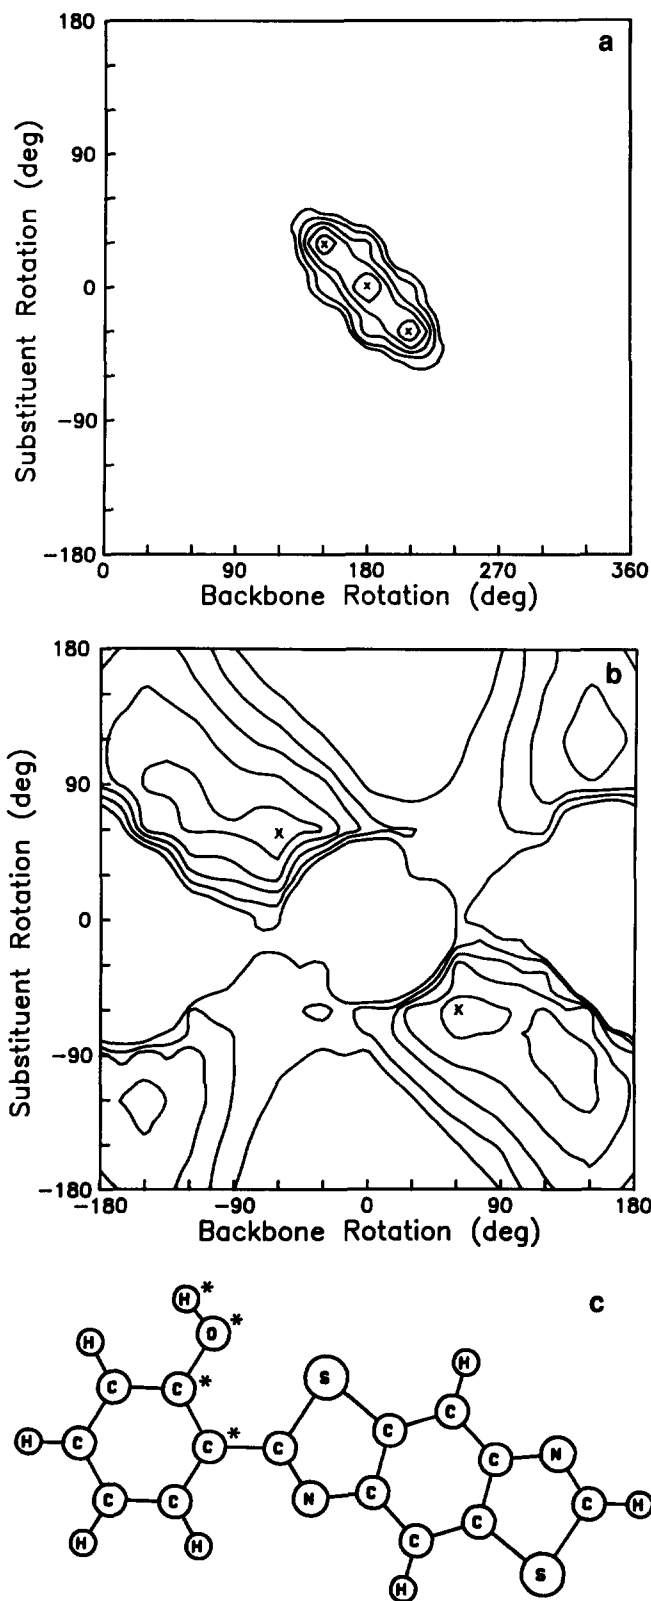 180
a
90
0
-90
-180
Substituent Rotation (deg)
0 90 180 270 360
Backbone Rotation (deg)
x
x
x
180
b
90
0
-90
-180
Substituent Rotation (deg)
-180 -90 0 90 180
Backbone Rotation (deg)
x
x
c
H *
O *
H
C C *
S
H
C
H C
C * C
C
C N
N
C
C H
C C
C
C
H H
H
S